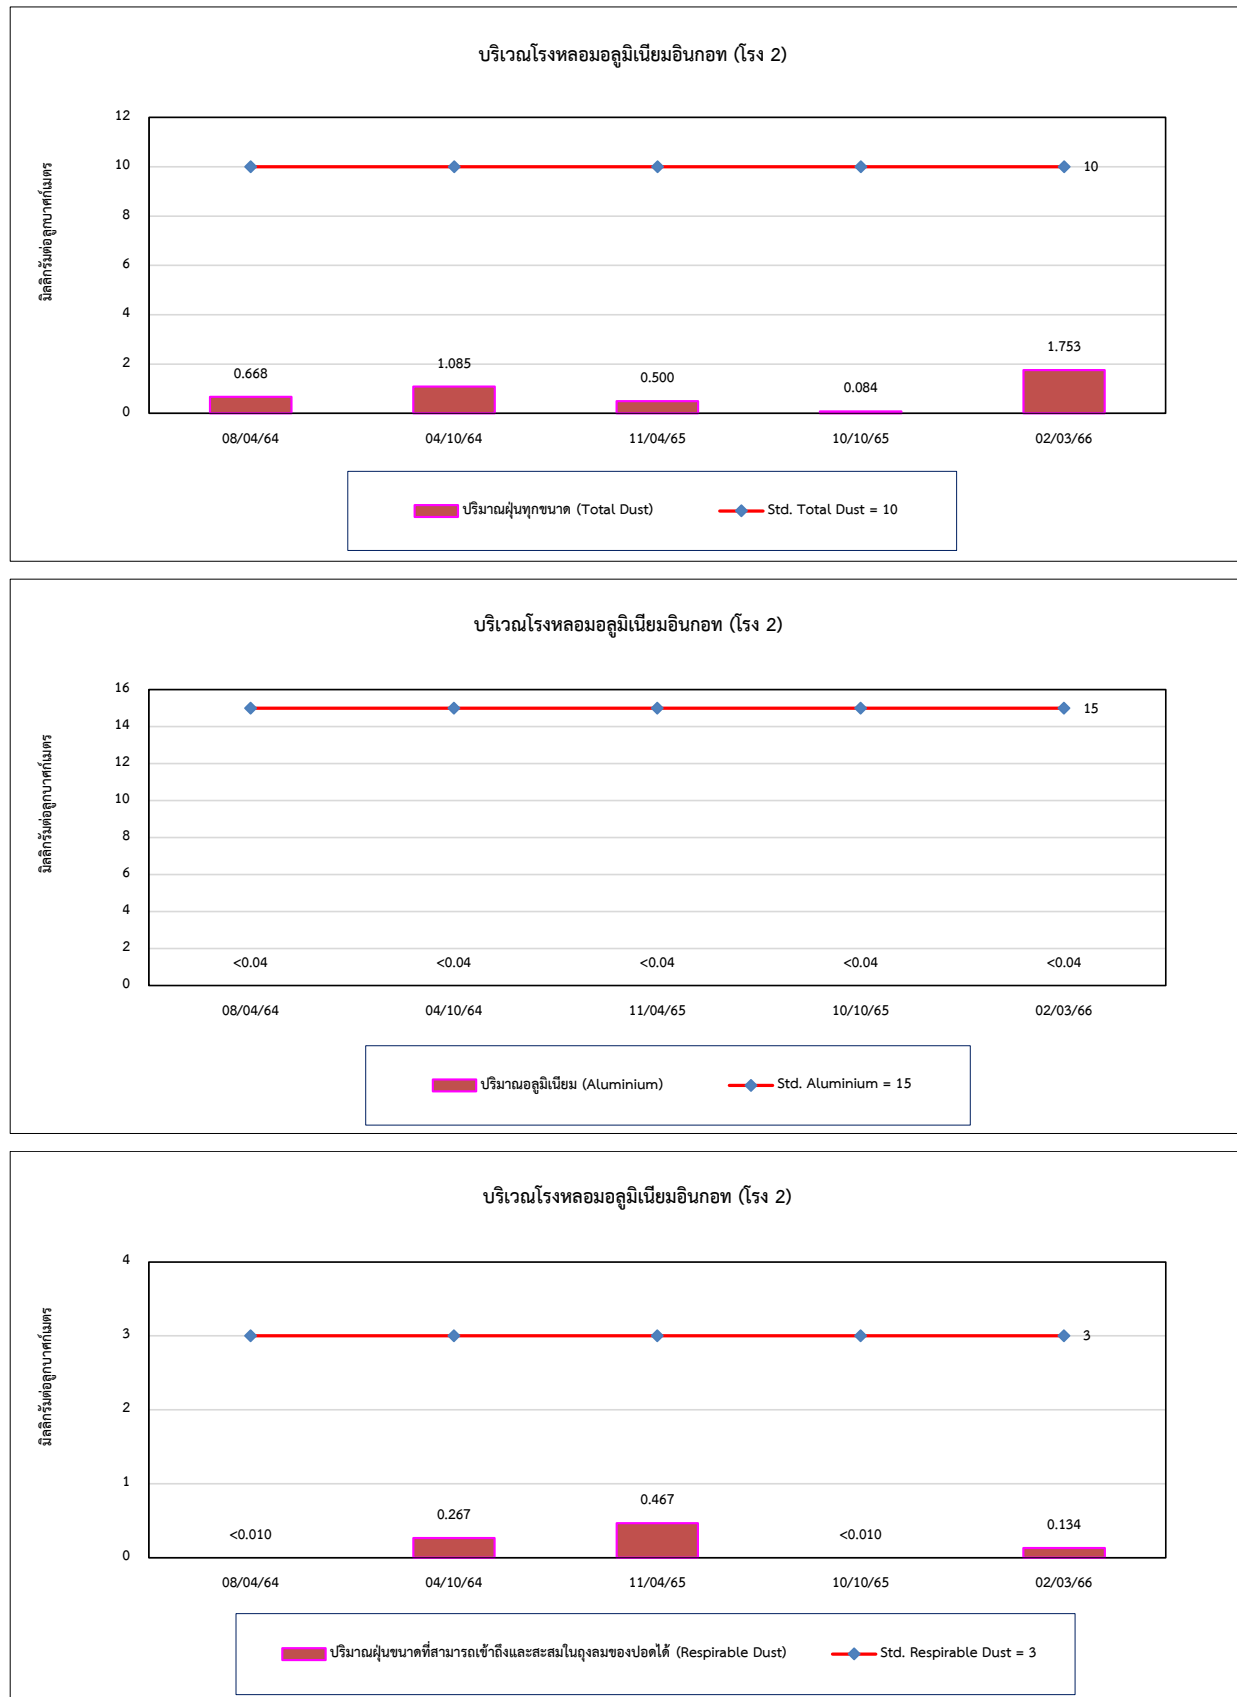 บริเวณโรงหลอมอลูมิเนียมอินกอท (โรง 2)
มิลลิกรัมต่อลูกบาศก์เมตร
12
10
8
6
4
2
0
10
0.668
1.085
0.500
0.084
1.753
08/04/64 04/10/64 11/04/65 10/10/65 02/03/66
ปริมาณฝุ่นทุกขนาด (Total Dust) Std. Total Dust = 10
บริเวณโรงหลอมอลูมิเนียมอินกอท (โรง 2)
มิลลิกรัมต่อลูกบาศก์เมตร
16
14
12
10
8
6
4
2
0
15
<0.04 <0.04 <0.04 <0.04 <0.04
08/04/64 04/10/64 11/04/65 10/10/65 02/03/66
ปริมาณอลูมิเนียม (Aluminium) Std. Aluminium = 15
บริเวณโรงหลอมอลูมิเนียมอินกอท (โรง 2)
มิลลิกรัมต่อลูกบาศก์เมตร
4
3
2
1
0
3
<0.010
0.267
0.467
<0.010
0.134
08/04/64 04/10/64 11/04/65 10/10/65 02/03/66
ปริมาณฝุ่นขนาดที่สามารถเข้าถึงและสะสมในถุงลมของปอดได้ (Respirable Dust) Std. Respirable Dust = 3